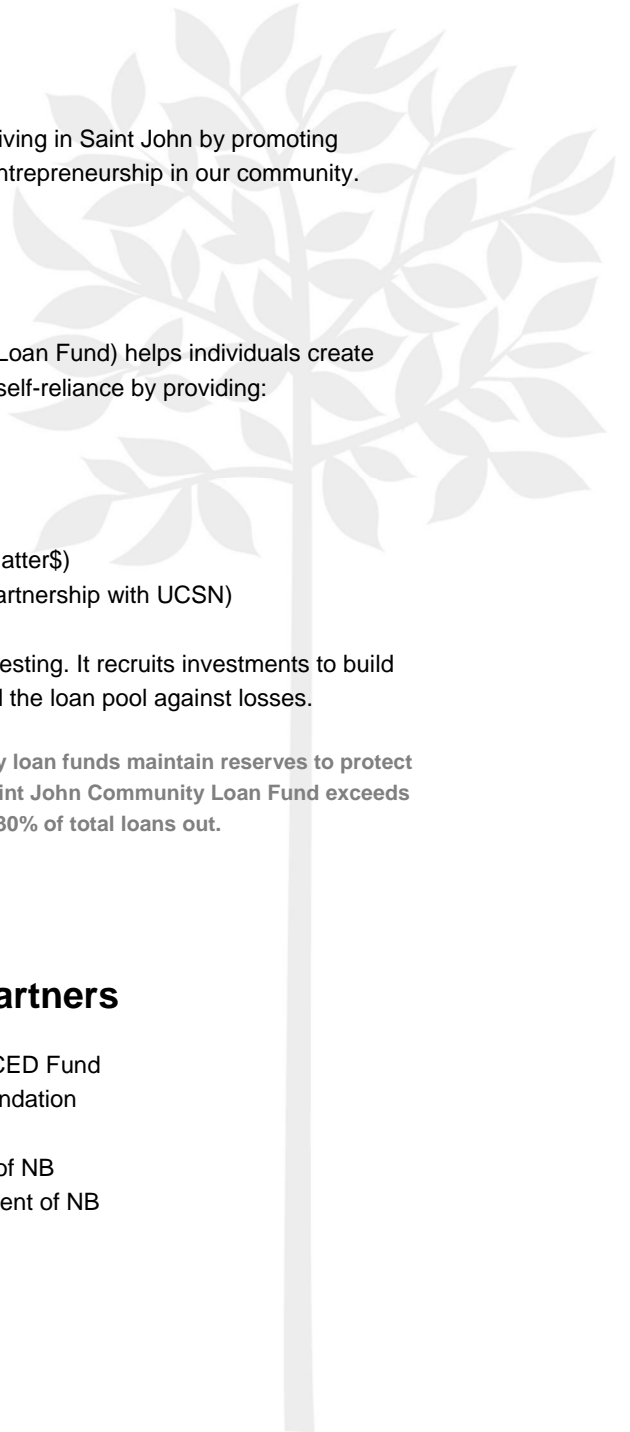 iving in Saint John by promoting
ntrepreneurship in our community.
Loan Fund) helps individuals create
self-reliance by providing:
atter$)
artnership with UCSN)
esting. It recruits investments to build
l the loan pool against losses.
y loan funds maintain reserves to protect
int John Community Loan Fund exceeds
30% of total loans out.
artners
CED Fund
ndation
of NB
ent of NB